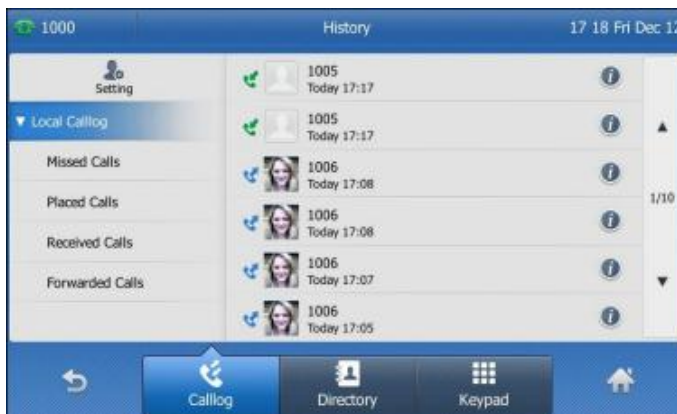 1000
History
17 18 Fri Dec 12
Setting
Local Calllog
Missed Calls
Placed Calls
Received Calls
Forwarded Calls
1005
Today 17:17
1005
Today 17:17
1006
Today 17:08
1006
Today 17:08
1006
Today 17:07
1006
Today 17:05
1/10
Calllog
Directory
Keypad